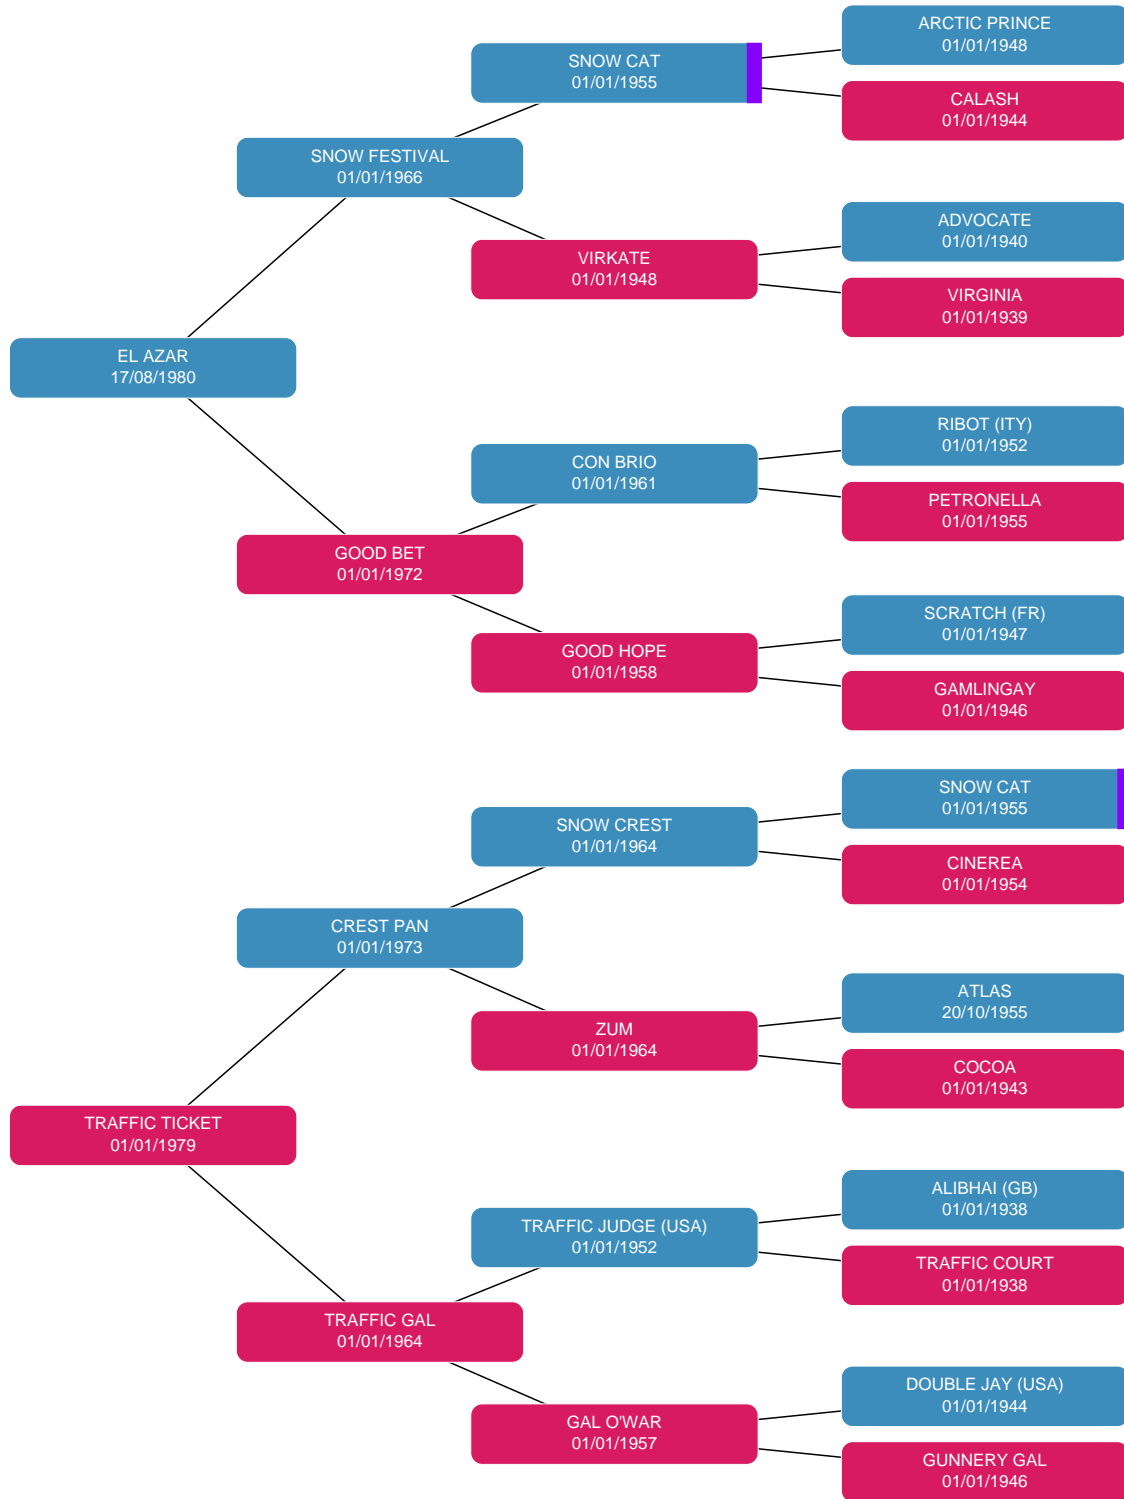 ARCTIC PRINCE
01/01/1948
SNOW CAT
01/01/1955
CALASH
01/01/1944
SNOW FESTIVAL
01/01/1966
ADVOCATE
01/01/1940
VIRKATE
01/01/1948
VIRGINIA
01/01/1939
EL AZAR
17/08/1980
RIBOT (ITY)
01/01/1952
CON BRIO
01/01/1961
PETRONELLA
01/01/1955
GOOD BET
01/01/1972
SCRATCH (FR)
01/01/1947
GOOD HOPE
01/01/1958
GAMLINGAY
01/01/1946
SNOW CAT
01/01/1955
SNOW CREST
01/01/1964
CINEREA
01/01/1954
CREST PAN
01/01/1973
ATLAS
20/10/1955
ZUM
01/01/1964
COCOA
01/01/1943
TRAFFIC TICKET
01/01/1979
ALIBHAI (GB)
01/01/1938
TRAFFIC JUDGE (USA)
01/01/1952
TRAFFIC COURT
01/01/1938
TRAFFIC GAL
01/01/1964
DOUBLE JAY (USA)
01/01/1944
GAL O'WAR
01/01/1957
GUNNERY GAL
01/01/1946